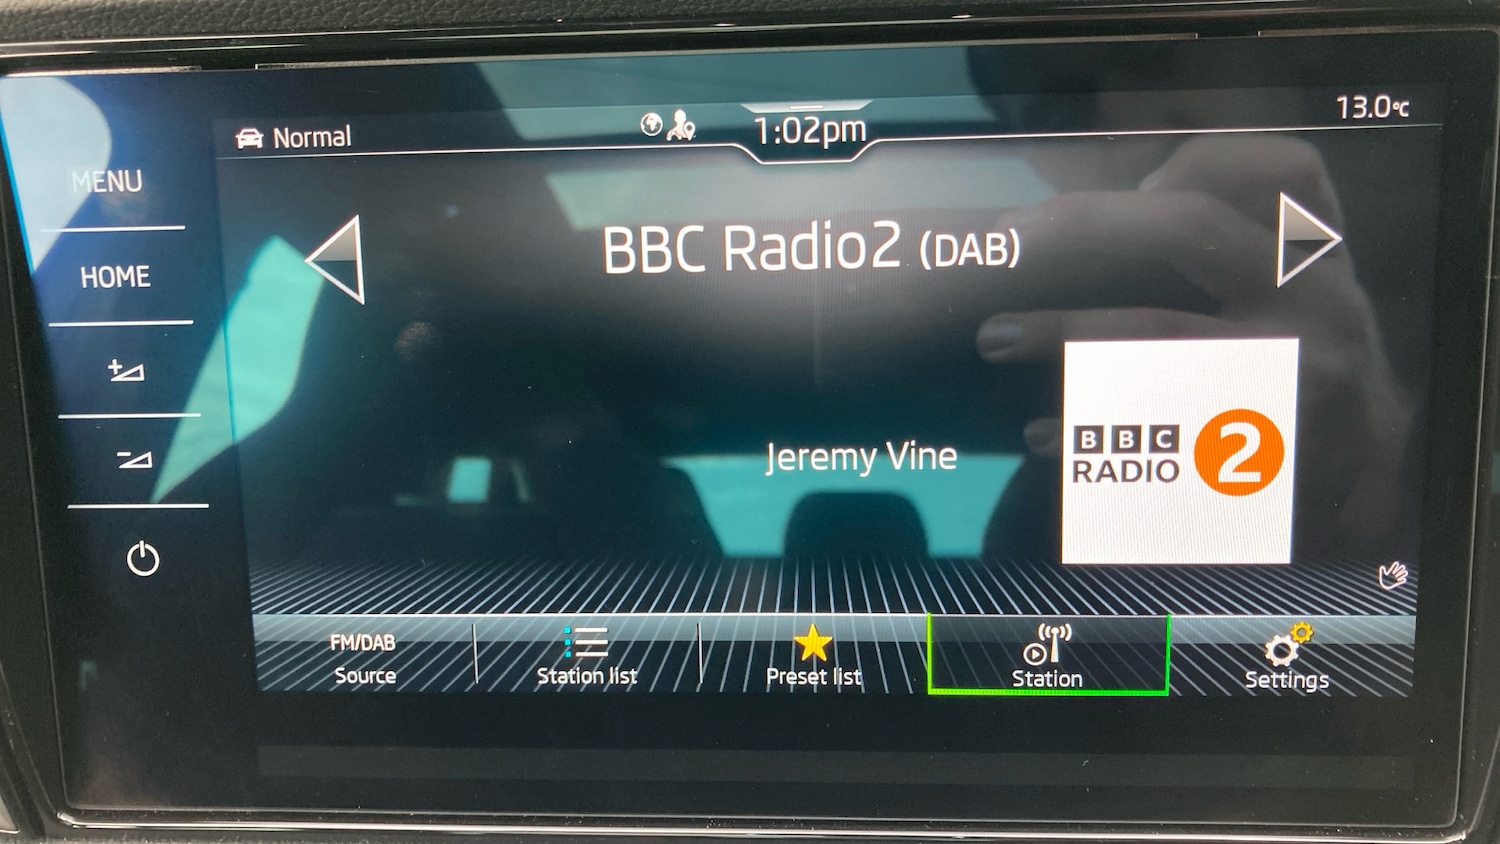 Normal
1:02pm
13.0°C
MENU
HOME
BBC Radio2 (DAB)
Jeremy Vine
BBC
RADIO 2
FM/DAB
Source
Station list
Preset list
Station
Settings